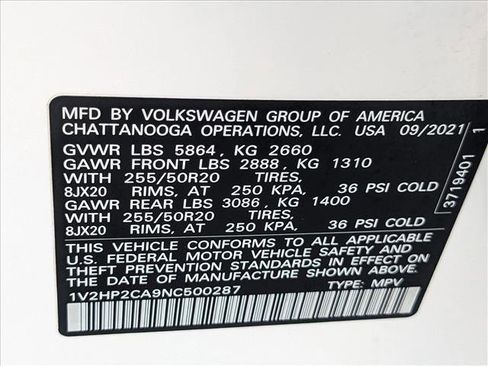 MFD BY VOLKSWAGEN GROUP OF AMERICA
CHATTANOOGA OPERATIONS, LLC. USA 09/2021
GVWR LBS 5864, KG 2660
GAWR FRONT LBS 2888, KG 1310
WITH 255/50R20 TIRES,
8JX20 RIMS, AT 250 KPA, 36 PSI COLD
GAWR REAR LBS 3086, KG 1400
WITH 255/50R20 TIRES,
8JX20 RIMS, AT 250 KPA, 36 PSI COLD
THIS VEHICLE CONFORMS TO ALL APPLICABLE
U.S. FEDERAL MOTOR VEHICLE SAFETY AND
THEFT PREVENTION STANDARDS IN EFFECT ON
THE DATE OF MANUFACTURE SHOWN ABOVE.
1V2HP2CA9NC500287 TYPE: MPV
3719401 1